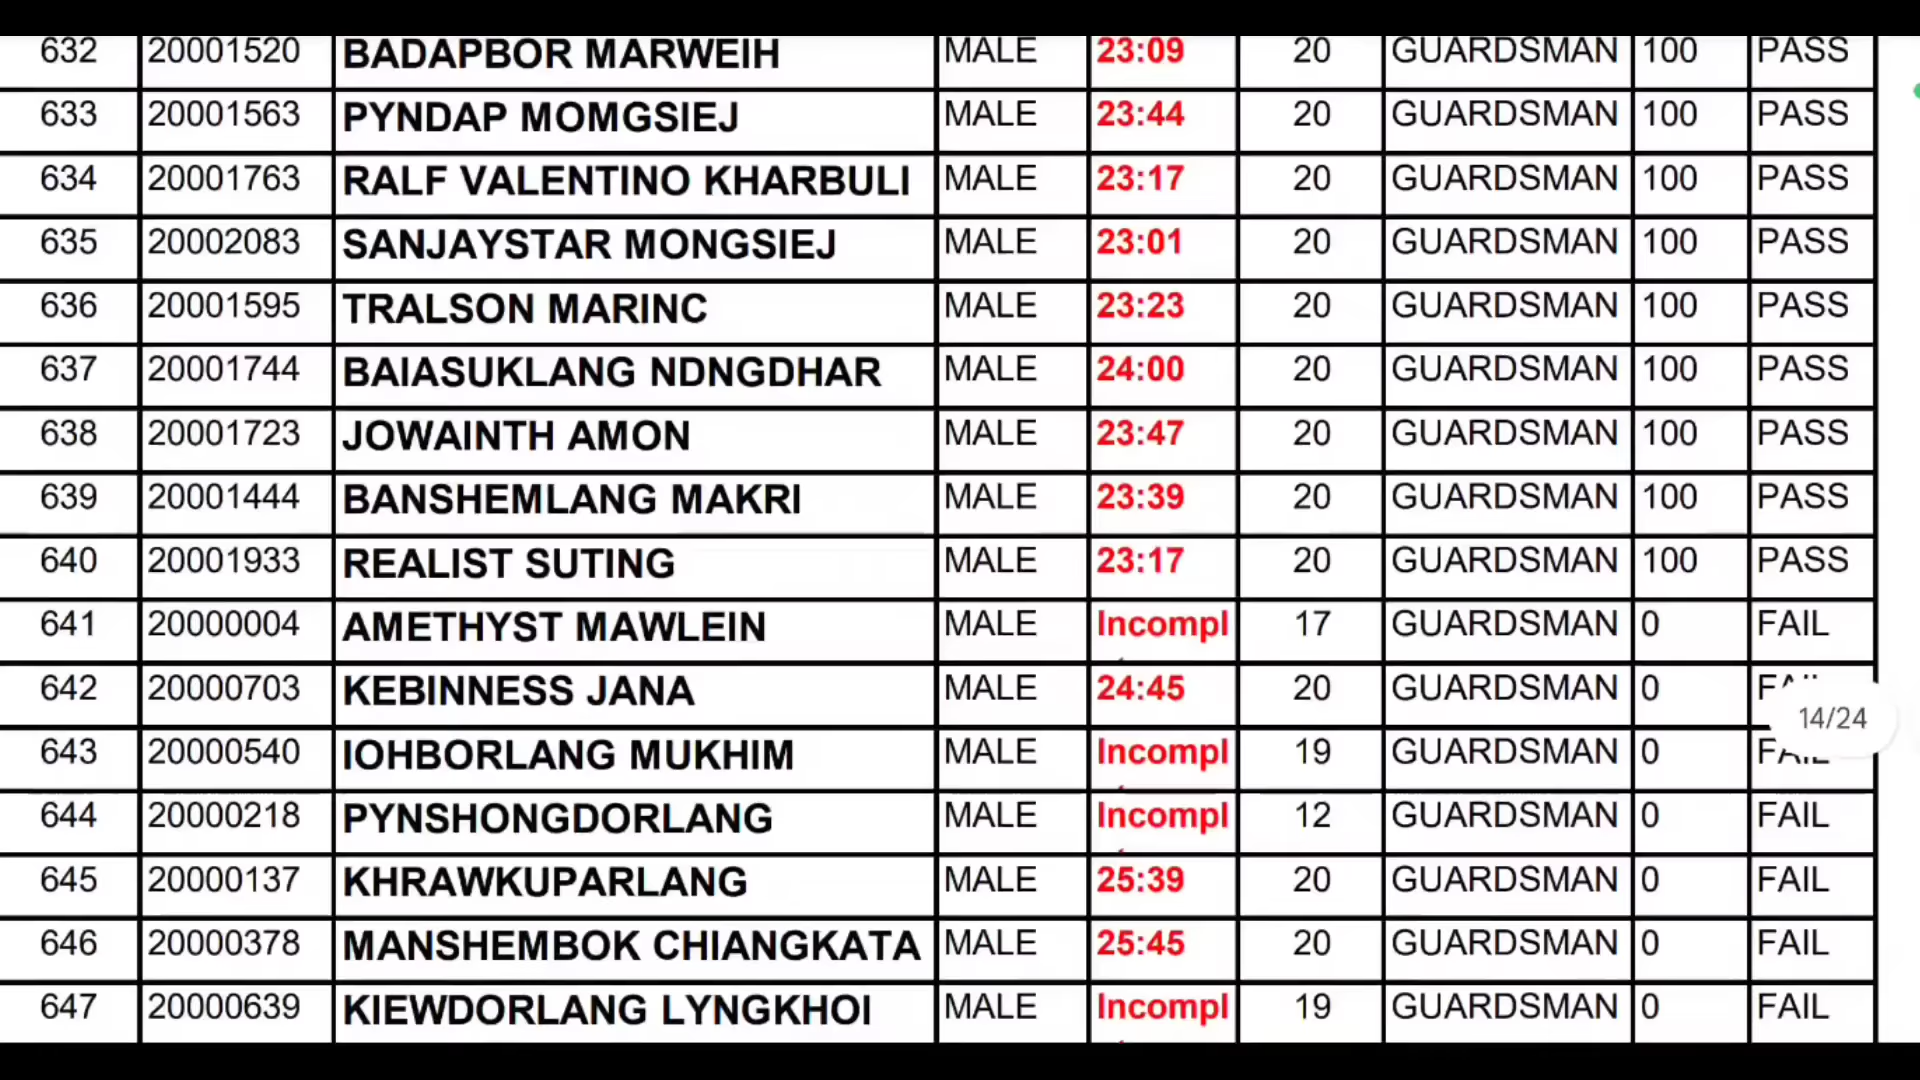 632 20001520 BADAPBOR MARWEIH MALE 23:09 20 GUARDSMAN 100 PASS
633 20001563 PYNDAP MOMGSIEJ MALE 23:44 20 GUARDSMAN 100 PASS
634 20001763 RALF VALENTINO KHARBULI MALE 23:17 20 GUARDSMAN 100 PASS
635 20002083 SANJAYSTAR MONGSIEJ MALE 23:01 20 GUARDSMAN 100 PASS
636 20001595 TRALSON MARINC MALE 23:23 20 GUARDSMAN 100 PASS
637 20001744 BAIASUKLANG NDNGDHAR MALE 24:00 20 GUARDSMAN 100 PASS
638 20001723 JOWAINTH AMON MALE 23:47 20 GUARDSMAN 100 PASS
639 20001444 BANSHEMLANG MAKRI MALE 23:39 20 GUARDSMAN 100 PASS
640 20001933 REALIST SUTING MALE 23:17 20 GUARDSMAN 100 PASS
641 20000004 AMETHYST MAWLEIN MALE Incompl 17 GUARDSMAN 0 FAIL
642 20000703 KEBINNESS JANA MALE 24:45 20 GUARDSMAN 0 FAIL
14/24
643 20000540 IOHBORLANG MUKHIM MALE Incompl 19 GUARDSMAN 0 FAIL
644 20000218 PYNSHONGDORLANG MALE Incompl 12 GUARDSMAN 0 FAIL
645 20000137 KHRAWKUPARLANG MALE 25:39 20 GUARDSMAN 0 FAIL
646 20000378 MANSHEMBOK CHIANGKATA MALE 25:45 20 GUARDSMAN 0 FAIL
647 20000639 KIEWDORLANG LYNGKHOI MALE Incompl 19 GUARDSMAN 0 FAIL